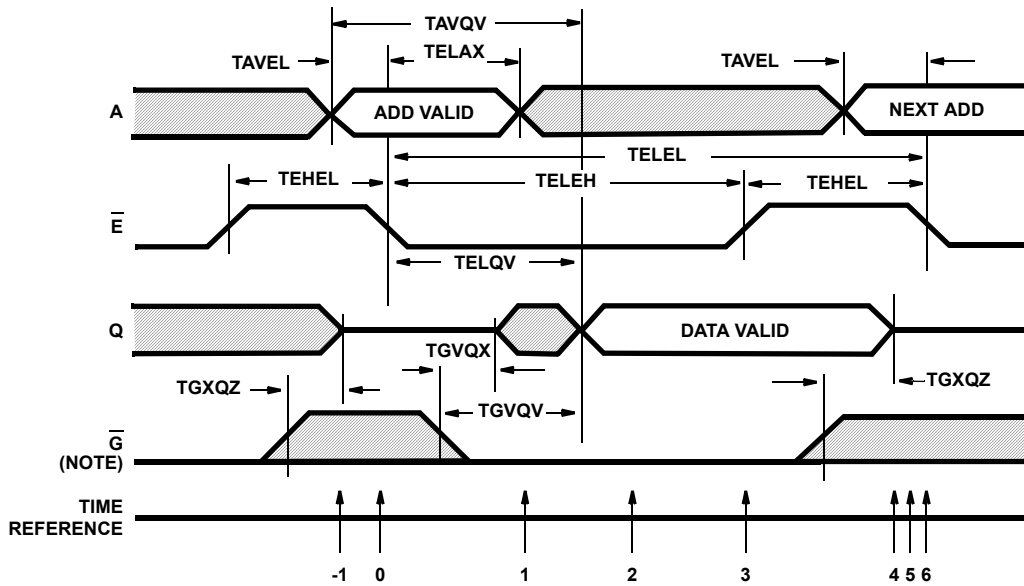 TAVQV
TAVEL TELAX TAVEL
A ADD VALID NEXT ADD
TELEL
TEHEL TELEH TEHEL
E
TELQV
Q DATA VALID
TGVQX
TGXQZ TGXQZ
TGVQV
G
(NOTE)
TIME
REFERENCE
-1 0 1 2 3 4 5 6